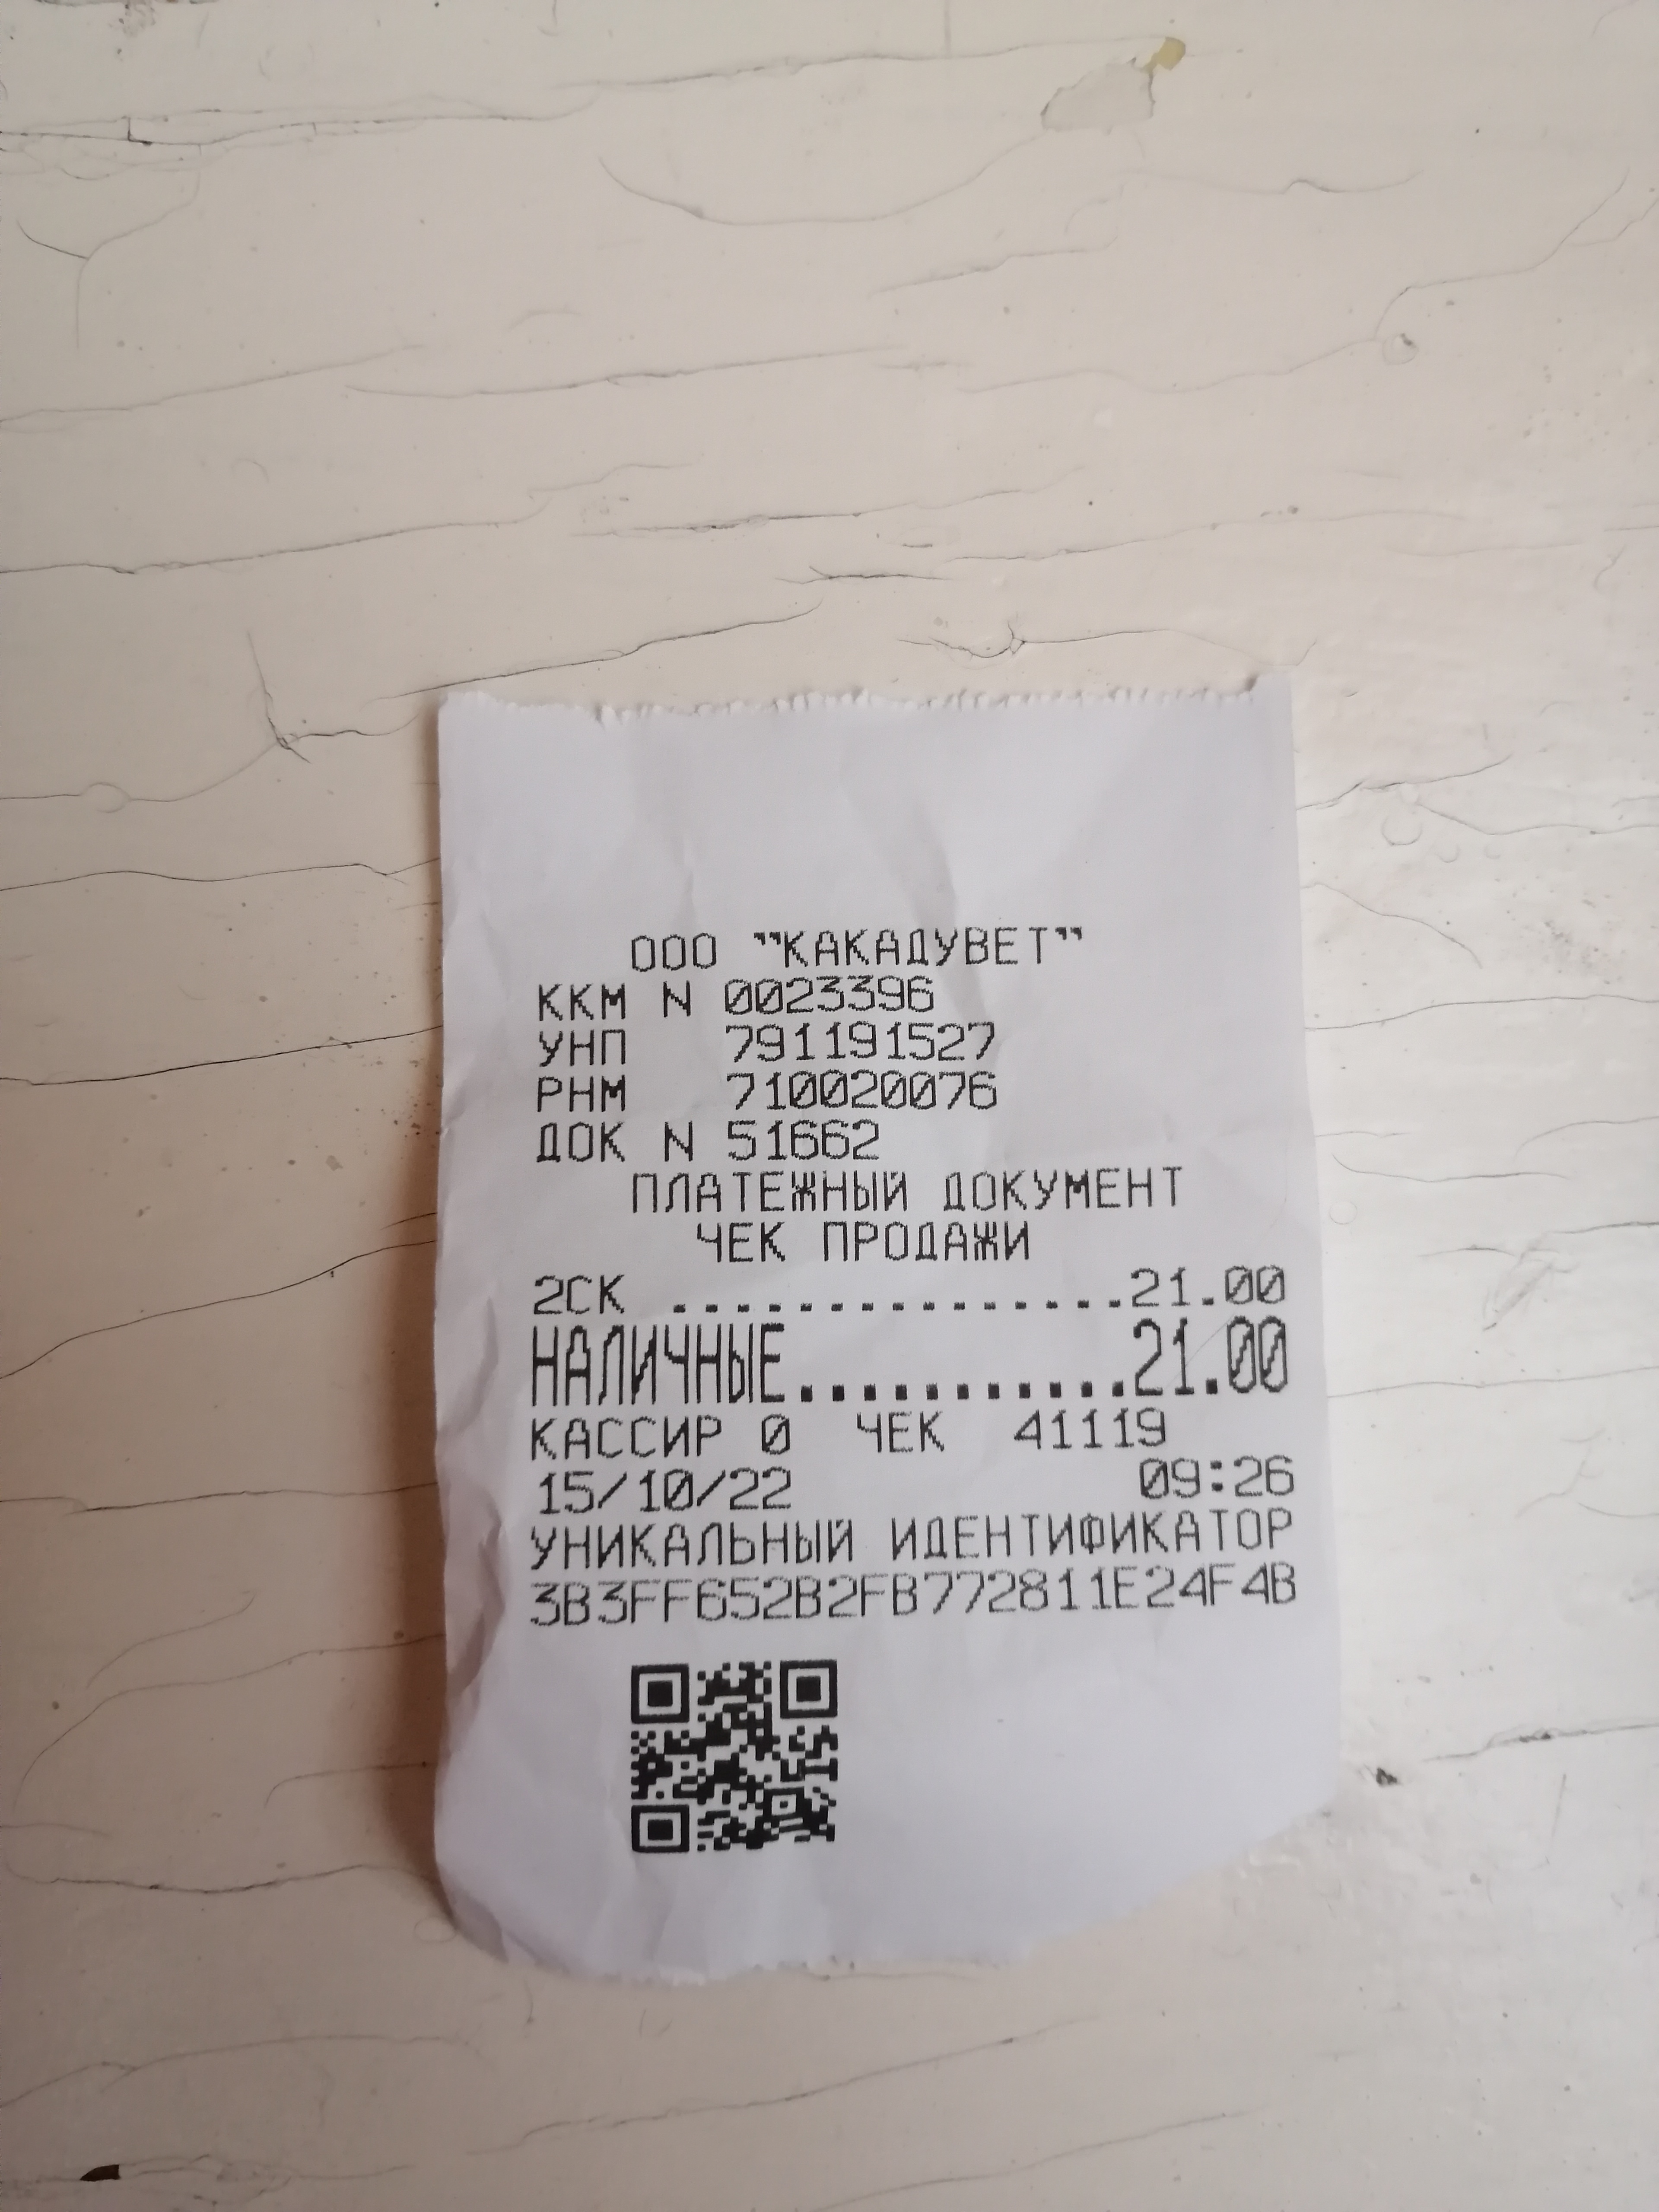 ООО "КАКАДУВЕТ"
ККМ N 0023396
УНП 791191527
РНМ 710020076
ДОК N 51662
ПЛАТЕЖНЫЙ ДОКУМЕНТ
ЧЕК ПРОДАЖИ
2СК ................21.00
НАЛИЧНЫЕ...........21.00
КАССИР 0 ЧЕК 41119
15/10/22 09:26
УНИКАЛЬНЫЙ ИДЕНТИФИКАТОР
3B3FF652B2FB772811E24F4B